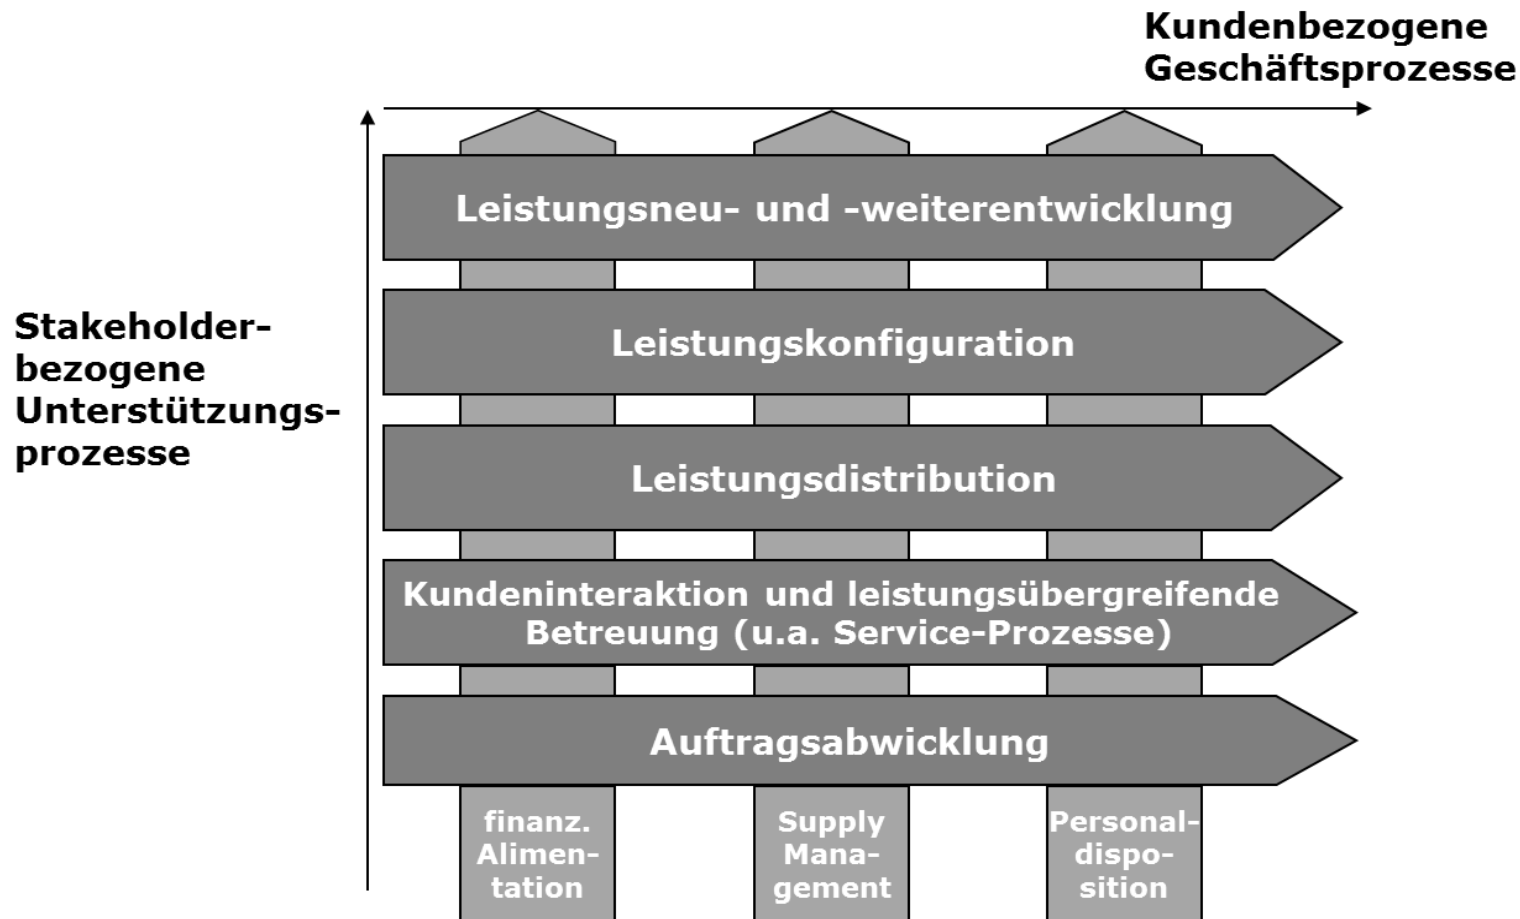 Kundenbezogene
Geschäftsprozesse
Leistungsneu- und -weiterentwicklung
Leistungskonfiguration
Stakeholder-
bezogene
Unterstützungs-
prozesse
Leistungsdistribution
Kundeninteraktion und leistungsübergreifende
Betreuung (u.a. Service-Prozesse)
Auftragsabwicklung
finanz.
Alimen-
tation
Supply
Mana-
gement
Personal-
dispo-
sition